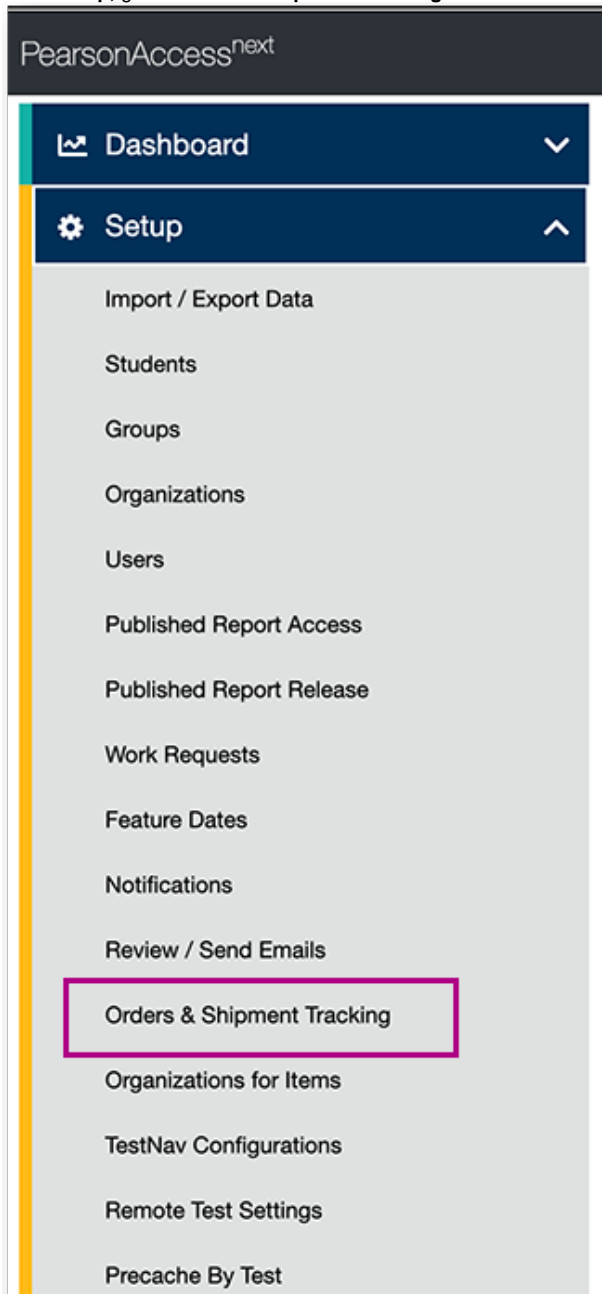 PearsonAccessnext
Dashboard
Setup
Import / Export Data
Students
Groups
Organizations
Users
Published Report Access
Published Report Release
Work Requests
Feature Dates
Notifications
Review / Send Emails
Orders & Shipment Tracking
Organizations for Items
TestNav Configurations
Remote Test Settings
Precache By Test